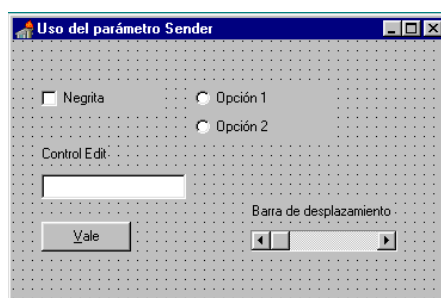 Uso del parámetro Sender
Negrita
Opción 1
Opción 2
Control Edit
Barra de desplazamiento
Vale